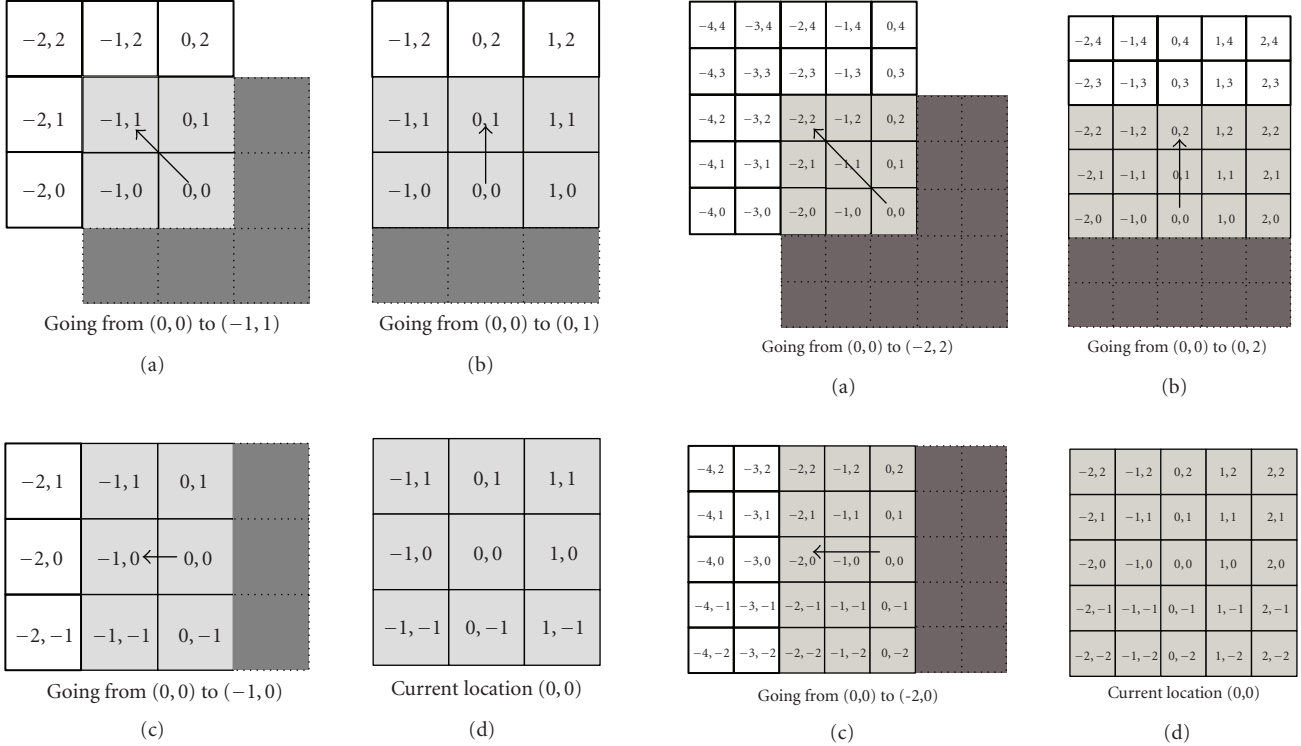 −2, 2 −1, 2 0, 2
−2, 1 −1, 1 0, 1
−2, 0 −1, 0 0, 0
Going from (0, 0) to (−1, 1)
(a)
−1, 2 0, 2 1, 2
−1, 1 0, 1 1, 1
−1, 0 0, 0 1, 0
Going from (0, 0) to (0, 1)
(b)
−2, 1 −1, 1 0, 1
−2, 0 −1, 0 0, 0
−2, −1 −1, −1 0, −1
Going from (0, 0) to (−1, 0)
(c)
−1, 1 0, 1 1, 1
−1, 0 0, 0 1, 0
−1, −1 0, −1 1, −1
Current location (0, 0)
(d)
−4, 4 −3, 4 −2, 4 −1, 4 0, 4
−4, 3 −3, 3 −2, 3 −1, 3 0, 3
−4, 2 −3, 2 −2, 2 −1, 2 0, 2
−4, 1 −3, 1 −2, 1 −1, 1 0, 1
−4, 0 −3, 0 −2, 0 −1, 0 0, 0
Going from (0, 0) to (−2, 2)
(a)
−2, 4 −1, 4 0, 4 1, 4 2, 4
−2, 3 −1, 3 0, 3 1, 3 2, 3
−2, 2 −1, 2 0, 2 1, 2 2, 2
−2, 1 −1, 1 0, 1 1, 1 2, 1
−2, 0 −1, 0 0, 0 1, 0 2, 0
Going from (0, 0) to (0, 2)
(b)
−4, 2 −3, 2 −2, 2 −1, 2 0, 2
−4, 1 −3, 1 −2, 1 −1, 1 0, 1
−4, 0 −3, 0 −2, 0 −1, 0 0, 0
−4, −1 −3, −1 −2, −1 −1, −1 0, −1
−4, −2 −3, −2 −2, −2 −1, −2 0, −2
Going from (0,0) to (-2,0)
(c)
−2, 2 −1, 2 0, 2 1, 2 2, 2
−2, 1 −1, 1 0, 1 1, 1 2, 1
−2, 0 −1, 0 0, 0 1, 0 2, 0
−2, −1 −1, −1 0, −1 1, −1 2, −1
−2, −2 −1, −2 0, −2 1, −2 2, −2
Current location (0,0)
(d)